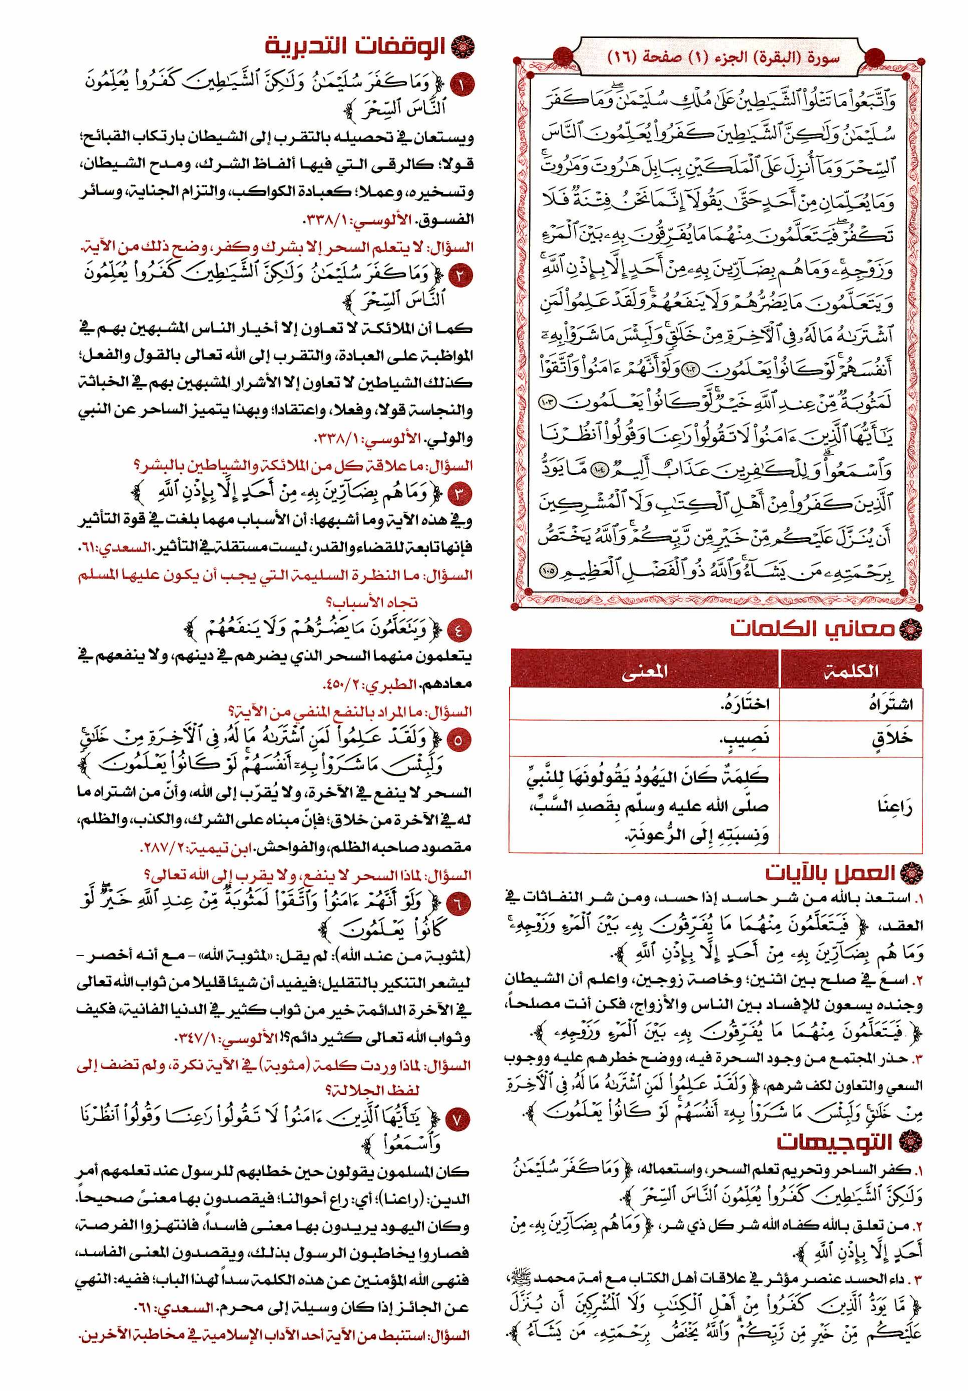 سورة (البقرة) الجزء (١) صفحة (١٦)
وَٱتَّبَعُوا۟ مَا تَتْلُوا۟ ٱلشَّيَٰطِينُ عَلَىٰ مُلْكِ سُلَيْمَٰنَ ۖ وَمَا كَفَرَ
سُلَيْمَٰنُ وَلَٰكِنَّ ٱلشَّيَٰطِينَ كَفَرُوا۟ يُعَلِّمُونَ ٱلنَّاسَ
ٱلسِّحْرَ وَمَآ أُنزِلَ عَلَى ٱلْمَلَكَيْنِ بِبَابِلَ هَٰرُوتَ وَمَٰرُوتَ ۚ
وَمَا يُعَلِّمَانِ مِنْ أَحَدٍ حَتَّىٰ يَقُولَآ إِنَّمَا نَحْنُ فِتْنَةٌ فَلَا
تَكْفُرْ ۖ فَيَتَعَلَّمُونَ مِنْهُمَا مَا يُفَرِّقُونَ بِهِۦ بَيْنَ ٱلْمَرْءِ
وَزَوْجِهِۦ ۚ وَمَا هُم بِضَآرِّينَ بِهِۦ مِنْ أَحَدٍ إِلَّا بِإِذْنِ ٱللَّهِ ۚ
وَيَتَعَلَّمُونَ مَا يَضُرُّهُمْ وَلَا يَنفَعُهُمْ ۚ وَلَقَدْ عَلِمُوا۟ لَمَنِ
ٱشْتَرَىٰهُ مَا لَهُۥ فِى ٱلْءَاخِرَةِ مِنْ خَلَٰقٍ ۚ وَلَبِئْسَ مَا شَرَوْا۟ بِهِۦٓ
أَنفُسَهُمْ ۚ لَوْ كَانُوا۟ يَعْلَمُونَ ١٠٢ وَلَوْ أَنَّهُمْ ءَامَنُوا۟ وَٱتَّقَوْا۟
لَمَثُوبَةٌ مِّنْ عِندِ ٱللَّهِ خَيْرٌ ۖ لَّوْ كَانُوا۟ يَعْلَمُونَ ١٠٣
يَٰٓأَيُّهَا ٱلَّذِينَ ءَامَنُوا۟ لَا تَقُولُوا۟ رَٰعِنَا وَقُولُوا۟ ٱنظُرْنَا
وَٱسْمَعُوا۟ ۗ وَلِلْكَٰفِرِينَ عَذَابٌ أَلِيمٌ ١٠٤ مَّا يَوَدُّ
ٱلَّذِينَ كَفَرُوا۟ مِنْ أَهْلِ ٱلْكِتَٰبِ وَلَا ٱلْمُشْرِكِينَ
أَن يُنَزَّلَ عَلَيْكُم مِّنْ خَيْرٍ مِّن رَّبِّكُمْ ۗ وَٱللَّهُ يَخْتَصُّ
بِرَحْمَتِهِۦ مَن يَشَآءُ ۚ وَٱللَّهُ ذُو ٱلْفَضْلِ ٱلْعَظِيمِ ١٠٥
معاني الكلمات
الكلمة المعنى
اشْتَرَاهُ اخْتَارَهُ.
خَلَاقٍ نَصِيبٍ.
رَاعِنَا كَلِمَةٌ كَانَ اليَهُودُ يَقُولُونَهَا لِلنَّبِيِّ
صلّى الله عليه وسلّم بِقَصدِ السَّبِّ،
وَنِسبَتِهِ إِلَى الرُّعونَةِ.
العمل بالآيات
١. استعذ بالله من شر حاسد إذا حسد، ومن شر النفاثات في
العقد، ﴿ فَيَتَعَلَّمُونَ مِنْهُمَا مَا يُفَرِّقُونَ بِهِۦ بَيْنَ ٱلْمَرْءِ وَزَوْجِهِۦ ۚ
وَمَا هُم بِضَآرِّينَ بِهِۦ مِنْ أَحَدٍ إِلَّا بِإِذْنِ ٱللَّهِ ﴾.
٢. اسعَ في صلح بين اثنين؛ وخاصة زوجين، واعلم أن الشيطان
وجنده يسعون للإفساد بين الناس والأزواج، فكن أنت مصلحاً،
﴿ فَيَتَعَلَّمُونَ مِنْهُمَا مَا يُفَرِّقُونَ بِهِۦ بَيْنَ ٱلْمَرْءِ وَزَوْجِهِۦ ﴾.
٣. حذر المجتمع من وجود السحرة فيه، ووضح خطرهم عليه ووجوب
السعي والتعاون لكف شرهم، ﴿ وَلَقَدْ عَلِمُوا۟ لَمَنِ ٱشْتَرَىٰهُ مَا لَهُۥ فِى ٱلْءَاخِرَةِ
مِنْ خَلَٰقٍ وَلَبِئْسَ مَا شَرَوْا۟ بِهِۦٓ أَنفُسَهُمْ ۚ لَوْ كَانُوا۟ يَعْلَمُونَ ﴾.
التوجيهات
١. كفر الساحر وتحريم تعلم السحر، واستعماله، ﴿ وَمَا كَفَرَ سُلَيْمَٰنُ
وَلَٰكِنَّ ٱلشَّيَٰطِينَ كَفَرُوا۟ يُعَلِّمُونَ ٱلنَّاسَ ٱلسِّحْرَ ﴾.
٢. من تعلق بالله كفاه الله شر كل ذي شر، ﴿ وَمَا هُم بِضَآرِّينَ بِهِۦ مِنْ
أَحَدٍ إِلَّا بِإِذْنِ ٱللَّهِ ﴾.
٣. داء الحسد عنصر مؤثر في علاقات أهل الكتاب مع أمة محمد ﷺ،
﴿ مَّا يَوَدُّ ٱلَّذِينَ كَفَرُوا۟ مِنْ أَهْلِ ٱلْكِتَٰبِ وَلَا ٱلْمُشْرِكِينَ أَن يُنَزَّلَ
عَلَيْكُم مِّنْ خَيْرٍ مِّن رَّبِّكُمْ ۗ وَٱللَّهُ يَخْتَصُّ بِرَحْمَتِهِۦ مَن يَشَآءُ ﴾.
الوقفات التدبرية
١ ﴿ وَمَا كَفَرَ سُلَيْمَٰنُ وَلَٰكِنَّ ٱلشَّيَٰطِينَ كَفَرُوا۟ يُعَلِّمُونَ
ٱلنَّاسَ ٱلسِّحْرَ ﴾
ويستعان في تحصيله بالتقرب إلى الشيطان بارتكاب القبائح؛
قولا؛ كالرقى التي فيها ألفاظ الشرك، ومدح الشيطان،
وتسخيره، وعملا؛ كعبادة الكواكب، والتزام الجناية، وسائر
الفسوق. الألوسي: ٣٣٨/١.
السؤال: لا يتعلم السحر إلا بشرك وكفر، وضح ذلك من الآية.
٢ ﴿ وَمَا كَفَرَ سُلَيْمَٰنُ وَلَٰكِنَّ ٱلشَّيَٰطِينَ كَفَرُوا۟ يُعَلِّمُونَ
ٱلنَّاسَ ٱلسِّحْرَ ﴾
كما أن الملائكة لا تعاون إلا أخيار الناس المشبهين بهم في
المواظبة على العبادة، والتقرب إلى الله تعالى بالقول والفعل؛
كذلك الشياطين لا تعاون إلا الأشرار المشبهين بهم في الخباثة
والنجاسة قولا، وفعلا، واعتقادا؛ وبهذا يتميز الساحر عن النبي
والولي. الألوسي: ٣٣٨/١.
السؤال: ما علاقة كل من الملائكة والشياطين بالبشر؟
٣ ﴿ وَمَا هُم بِضَآرِّينَ بِهِۦ مِنْ أَحَدٍ إِلَّا بِإِذْنِ ٱللَّهِ ﴾
وفي هذه الآية وما أشبهها: أن الأسباب مهما بلغت في قوة التأثير
فإنها تابعة للقضاء والقدر، ليست مستقلة في التأثير. السعدي: ٦١.
السؤال: ما النظرة السليمة التي يجب أن يكون عليها المسلم
تجاه الأسباب؟
٤ ﴿ وَيَتَعَلَّمُونَ مَا يَضُرُّهُمْ وَلَا يَنفَعُهُمْ ﴾
يتعلمون منهما السحر الذي يضرهم في دينهم، ولا ينفعهم في
معادهم. الطبري: ٤٥٠/٢.
السؤال: ما المراد بالنفع المنفي من الآية؟
٥ ﴿ وَلَقَدْ عَلِمُوا۟ لَمَنِ ٱشْتَرَىٰهُ مَا لَهُۥ فِى ٱلْءَاخِرَةِ مِنْ خَلَٰقٍ
وَلَبِئْسَ مَا شَرَوْا۟ بِهِۦٓ أَنفُسَهُمْ ۚ لَوْ كَانُوا۟ يَعْلَمُونَ ﴾
السحر لا ينفع في الآخرة، ولا يُقرّب إلى الله، وأنّ من اشتراه ما
له في الآخرة من خلاق؛ فإنّ مبناه على الشرك، والكذب، والظلم،
مقصود صاحبه الظلم، والفواحش. ابن تيمية: ٢٨٧/٢.
السؤال: لماذا السحر لا ينفع، ولا يقرب إلى الله تعالى؟
٦ ﴿ وَلَوْ أَنَّهُمْ ءَامَنُوا۟ وَٱتَّقَوْا۟ لَمَثُوبَةٌ مِّنْ عِندِ ٱللَّهِ خَيْرٌ ۖ لَّوْ
كَانُوا۟ يَعْلَمُونَ ﴾
(لمثوبة من عند الله): لم يقل: «لمثوبة الله» - مع أنه أخصر -
ليشعر التنكير بالتقليل؛ فيفيد أن شيئا قليلا من ثواب الله تعالى
في الآخرة الدائمة خير من ثواب كثير في الدنيا الفانية، فكيف
وثواب الله تعالى كثير دائم؟! الألوسي: ٣٤٧/١.
السؤال: لماذا وردت كلمة (مثوبة) في الآية نكرة، ولم تضف إلى
لفظ الجلالة؟
٧ ﴿ يَٰٓأَيُّهَا ٱلَّذِينَ ءَامَنُوا۟ لَا تَقُولُوا۟ رَٰعِنَا وَقُولُوا۟ ٱنظُرْنَا
وَٱسْمَعُوا۟ ﴾
كان المسلمون يقولون حين خطابهم للرسول عند تعلمهم أمر
الدين: (راعنا)؛ أي: راع أحوالنا؛ فيقصدون بها معنىً صحيحاً.
وكان اليهود يريدون بها معنى فاسداً، فانتهزوا الفرصة،
فصاروا يخاطبون الرسول بذلك، ويقصدون المعنى الفاسد،
فنهى الله المؤمنين عن هذه الكلمة سداً لهذا الباب؛ ففيه: النهي
عن الجائز إذا كان وسيلة إلى محرم. السعدي: ٦١.
السؤال: استنبط من الآية أحد الآداب الإسلامية في مخاطبة الآخرين.